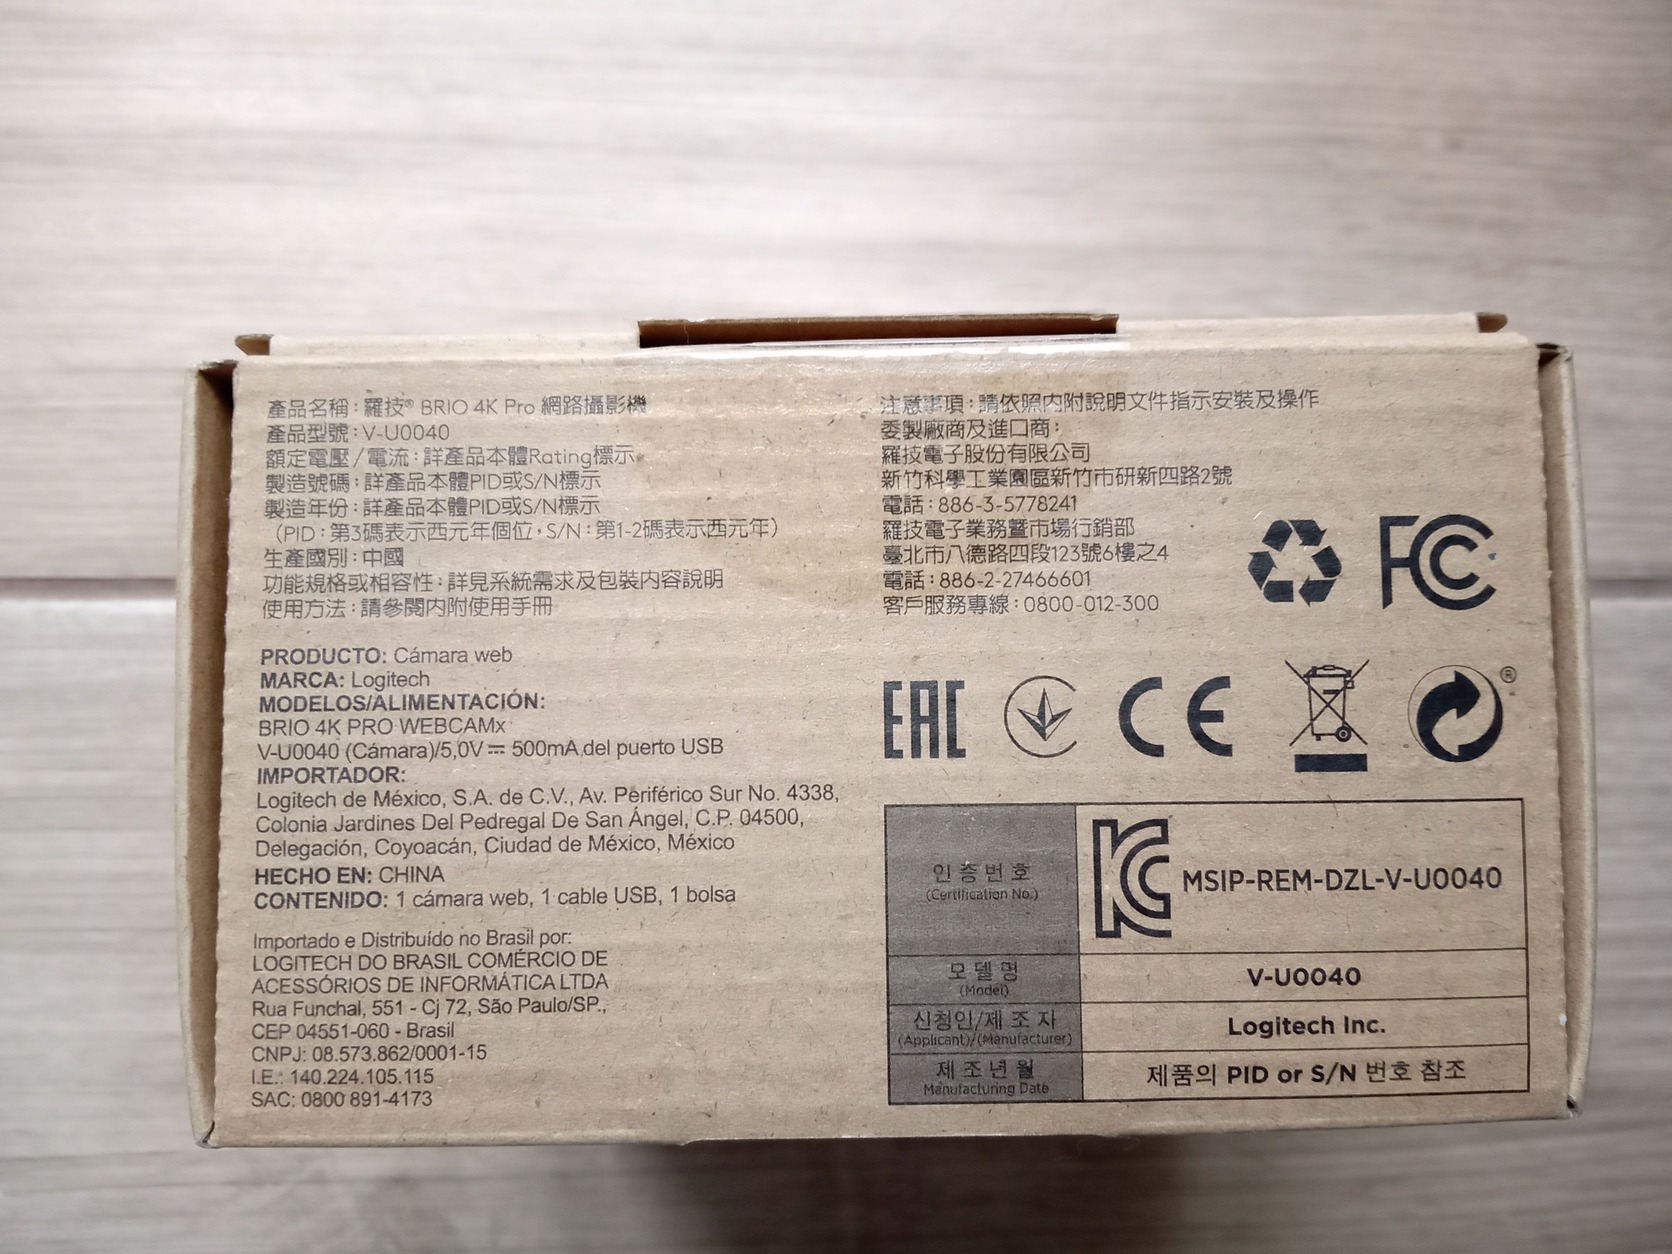 產品名稱：羅技® BRIO 4K Pro 網路攝影機
產品型號：V-U0040
額定電壓/電流：詳產品本體Rating標示
製造號碼：詳產品本體PID或S/N標示
製造年份：詳產品本體PID或S/N標示
（PID：第3碼表示西元年個位，S/N：第1-2碼表示西元年）
生產國別：中國
功能規格或相容性：詳見系統需求及包裝內容說明
使用方法：請參閱內附使用手冊
注意事項：請依照內附說明文件指示安裝及操作
委製廠商及進口商：
羅技電子股份有限公司
新竹科學工業園區新竹市研新四路2號
電話：886-3-5778241
羅技電子業務暨市場行銷部
臺北市八德路四段123號6樓之4
電話：886-2-27466601
客戶服務專線：0800-012-300
FC
PRODUCTO: Cámara web
MARCA: Logitech
MODELOS/ALIMENTACIÓN:
BRIO 4K PRO WEBCAMx
V-U0040 (Cámara)/5,0V ⎓ 500mA del puerto USB
IMPORTADOR:
Logitech de México, S.A. de C.V., Av. Periférico Sur No. 4338,
Colonia Jardines Del Pedregal De San Ángel, C.P. 04500,
Delegación, Coyoacán, Ciudad de México, México
HECHO EN: CHINA
CONTENIDO: 1 cámara web, 1 cable USB, 1 bolsa
Importado e Distribuído no Brasil por:
LOGITECH DO BRASIL COMÉRCIO DE
ACESSÓRIOS DE INFORMÁTICA LTDA
Rua Funchal, 551 - Cj 72, São Paulo/SP.,
CEP 04551-060 - Brasil
CNPJ: 08.573.862/0001-15
I.E.: 140.224.105.115
SAC: 0800 891-4173
EAC CE ®
인증번호
(Certification No.)
KC MSIP-REM-DZL-V-U0040
모델명
(Model)
V-U0040
신청인/제조자
(Applicant)/(Manufacturer)
Logitech Inc.
제조년월
Manufacturing Date
제품의 PID or S/N 번호 참조